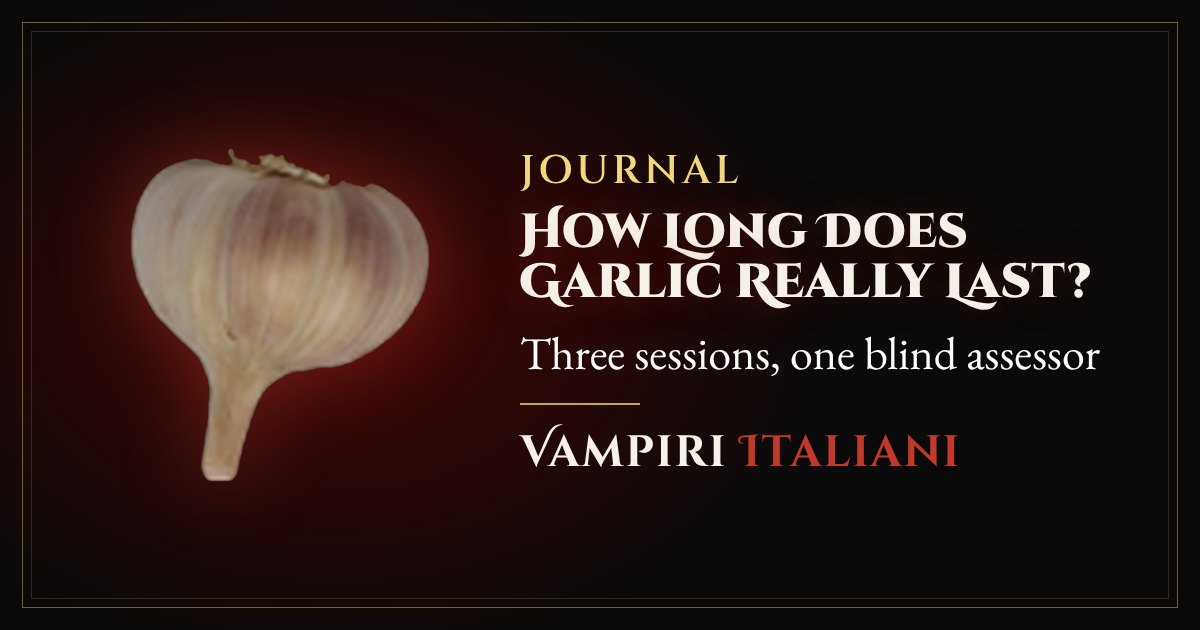 JOURNAL
How Long Does
Garlic Really Last?
Three sessions, one blind assessor
Vampiri Italiani